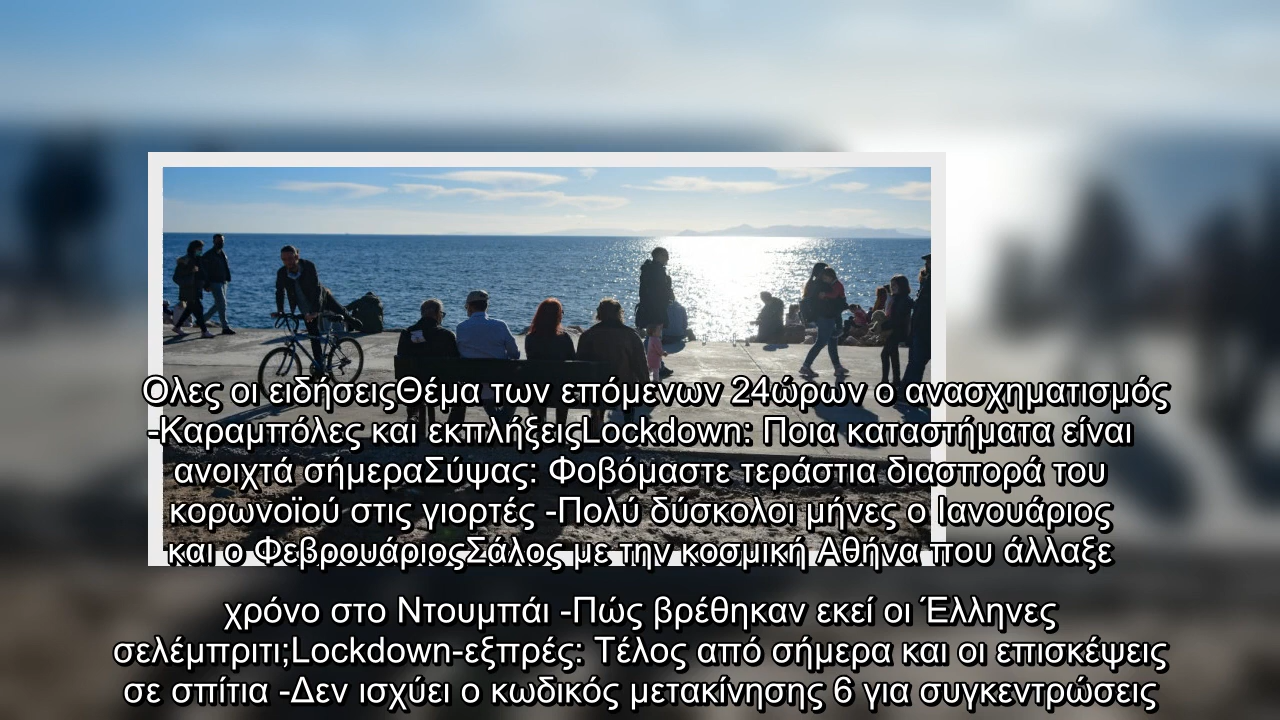 Όλες οι ειδήσειςΘέμα των επόμενων 24ώρων ο ανασχηματισμός
-Καραμπόλες και εκπλήξειςLockdown: Ποια καταστήματα είναι
ανοιχτά σήμεραΣύψας: Φοβόμαστε τεράστια διασπορά του
κορωνοϊού στις γιορτές -Πολύ δύσκολοι μήνες ο Ιανουάριος
και ο ΦεβρουάριοςΣάλος με την κοσμική Αθήνα που άλλαξε
χρόνο στο Ντουμπάι -Πώς βρέθηκαν εκεί οι Έλληνες
σελέμπριτι;Lockdown-εξπρές: Τέλος από σήμερα και οι επισκέψεις
σε σπίτια -Δεν ισχύει ο κωδικός μετακίνησης 6 για συγκεντρώσεις